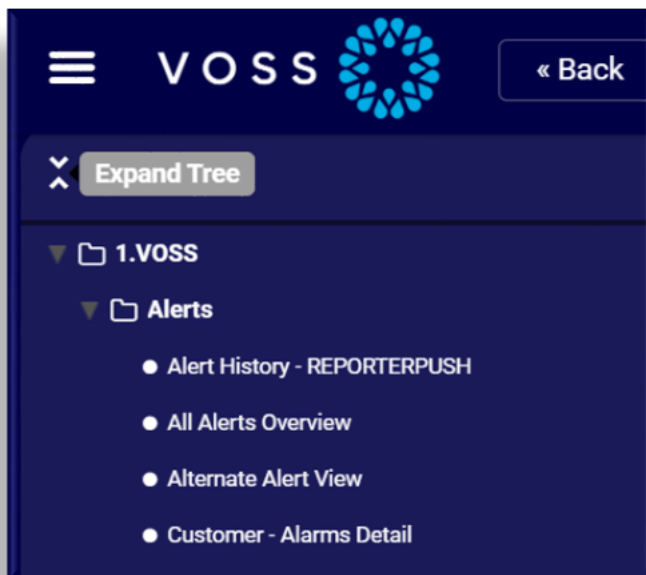 VOSS
« Back
Expand Tree
1.VOSS
Alerts
Alert History - REPORTERPUSH
All Alerts Overview
Alternate Alert View
Customer - Alarms Detail